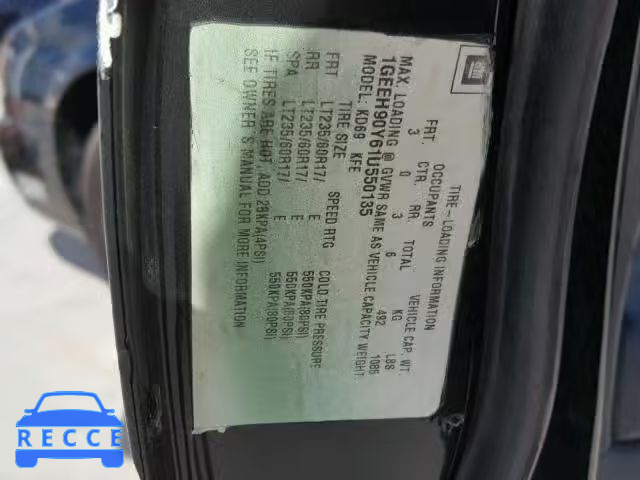 TIRE-LOADING INFORMATION
OCCUPANTS VEHICLE CAP. WT.
FRT. CTR. RR. TOTAL KG LBS
3 0 3 6 492 1085
MAX. LOADING @ GVWR SAME AS VEHICLE CAPACITY WEIGHT
1GEEH90Y61U550135
MODEL: KD69 KFE
TIRE SIZE SPEED RTG COLD TIRE PRESSURE
FRT LT235/60R17/ E 550KPA(80PSI)
RR LT235/60R17/ E 550KPA(80PSI)
SPA LT235/60R17/ E 550KPA(80PSI)
IF TIRES ARE HOT, ADD 28KPA(4PSI)
SEE OWNER'S MANUAL FOR MORE INFORMATION
GM
RECCE